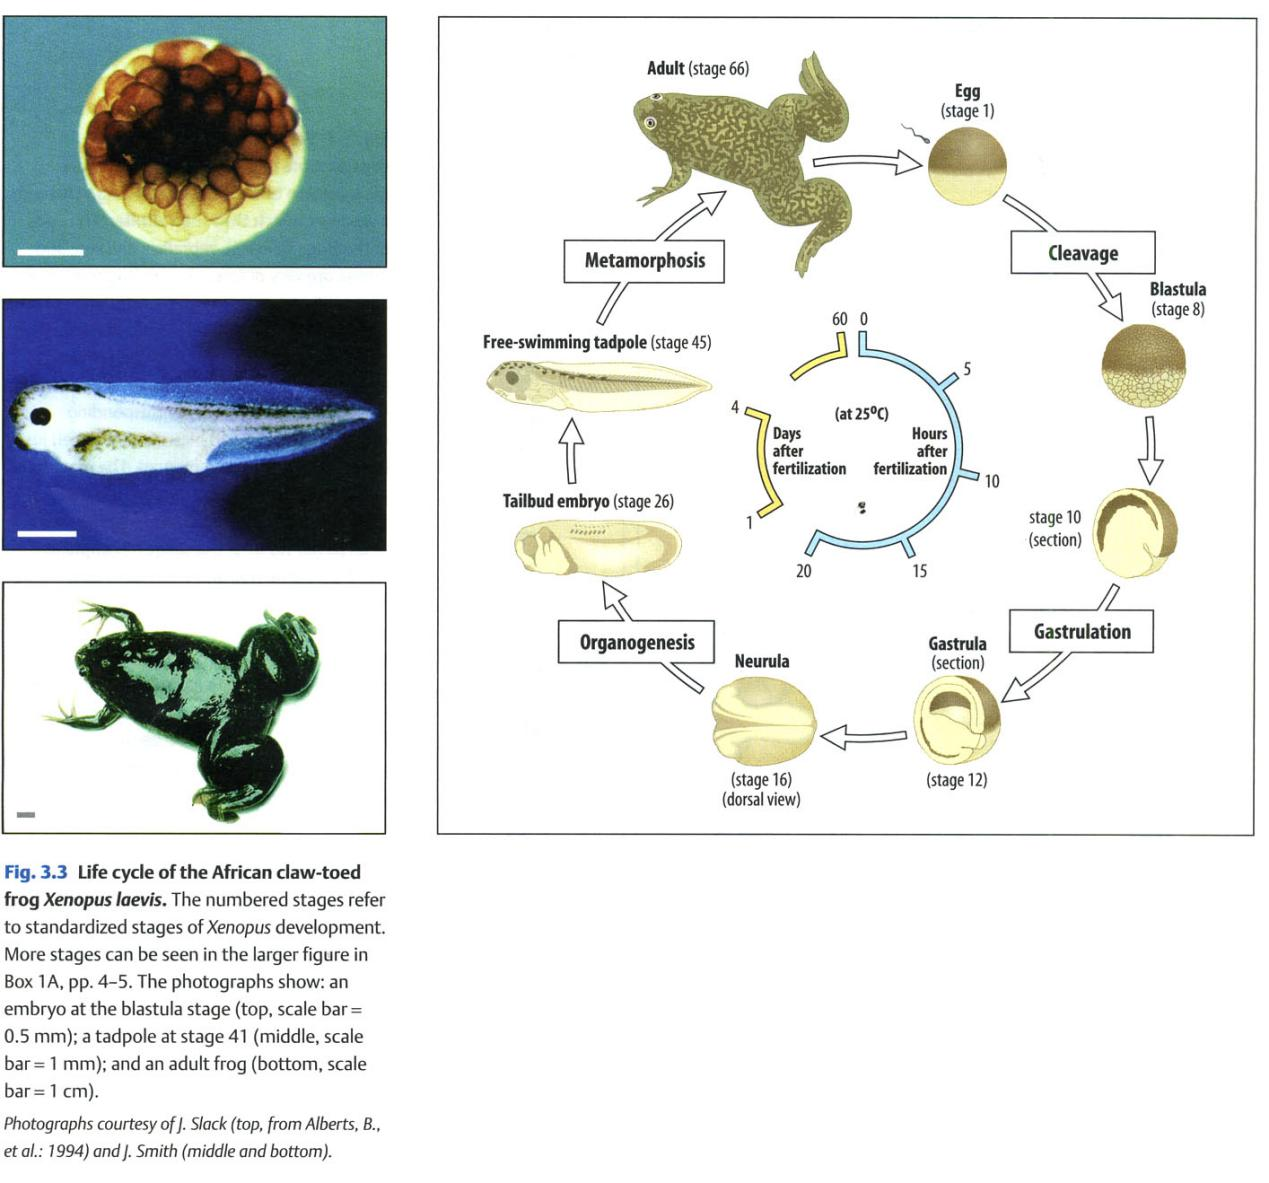 Adult (stage 66)
Egg
(stage 1)
Cleavage
Metamorphosis
Blastula
(stage 8)
Free-swimming tadpole (stage 45)
60 0
5
4
(at 25°C)
Days
after
fertilization
Hours
after
fertilization
10
Tailbud embryo (stage 26)
1
stage 10
(section)
20
15
Organogenesis
Gastrulation
Gastrula
(section)
Neurula
(stage 16)
(dorsal view)
(stage 12)
Fig. 3.3 Life cycle of the African claw-toed
frog Xenopus laevis. The numbered stages refer
to standardized stages of Xenopus development.
More stages can be seen in the larger figure in
Box 1A, pp. 4–5. The photographs show: an
embryo at the blastula stage (top, scale bar =
0.5 mm); a tadpole at stage 41 (middle, scale
bar = 1 mm); and an adult frog (bottom, scale
bar = 1 cm).
Photographs courtesy of J. Slack (top, from Alberts, B.,
et al.: 1994) and J. Smith (middle and bottom).